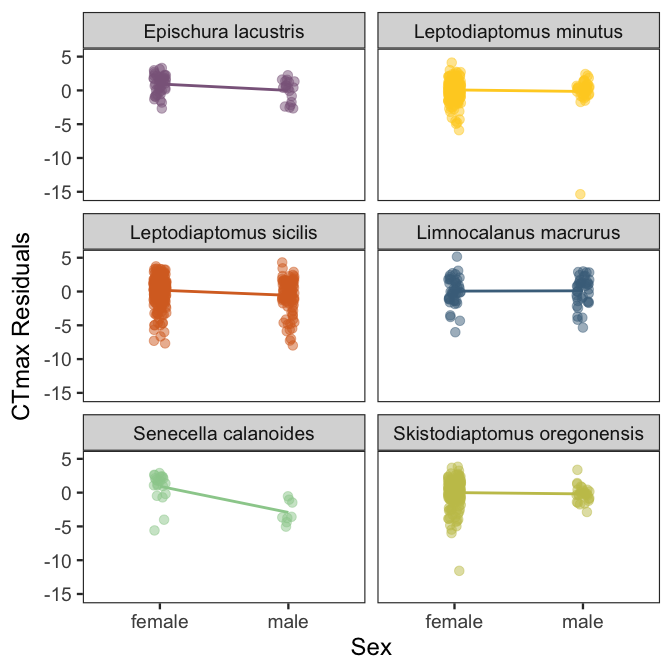 Epischura lacustris
Leptodiaptomus minutus
5
0
-5
-10
-15
Leptodiaptomus sicilis
Limnocalanus macrurus
5
0
-5
-10
-15
CTmax Residuals
Senecella calanoides
Skistodiaptomus oregonensis
5
0
-5
-10
-15
female
male
female
male
Sex